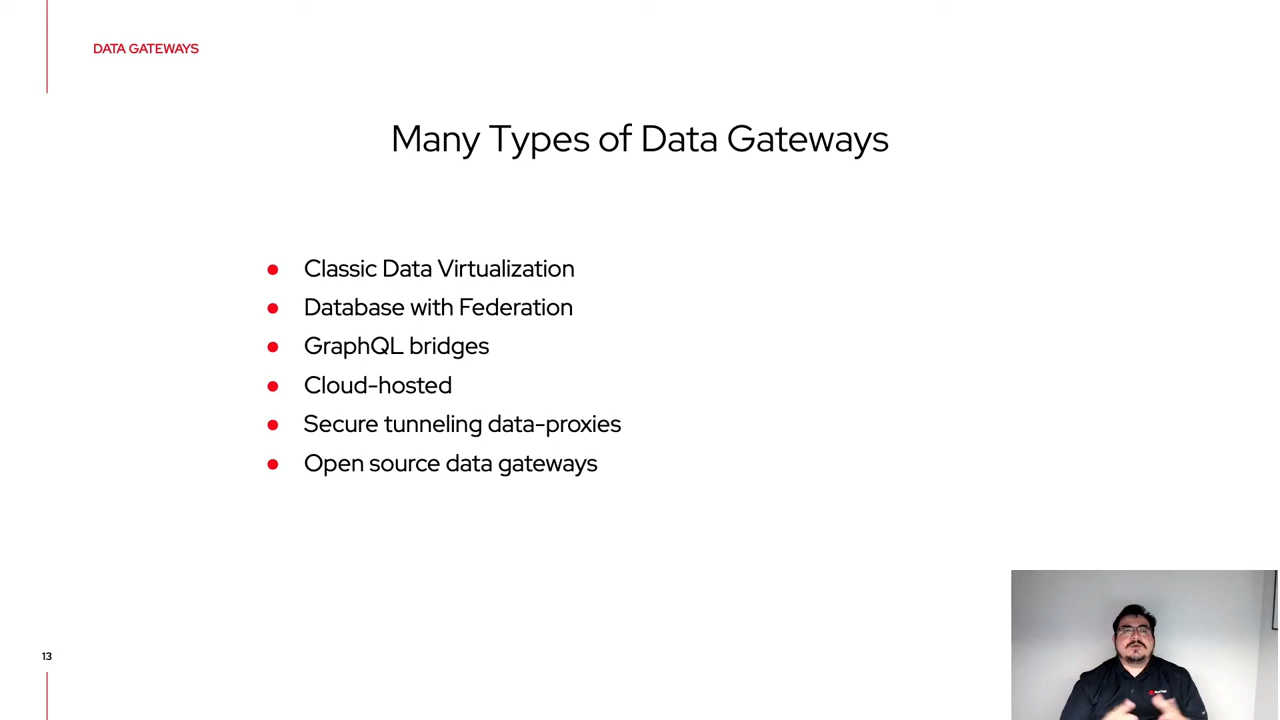 DATA GATEWAYS
Many Types of Data Gateways
Classic Data Virtualization
Database with Federation
GraphQL bridges
Cloud-hosted
Secure tunneling data-proxies
Open source data gateways
13